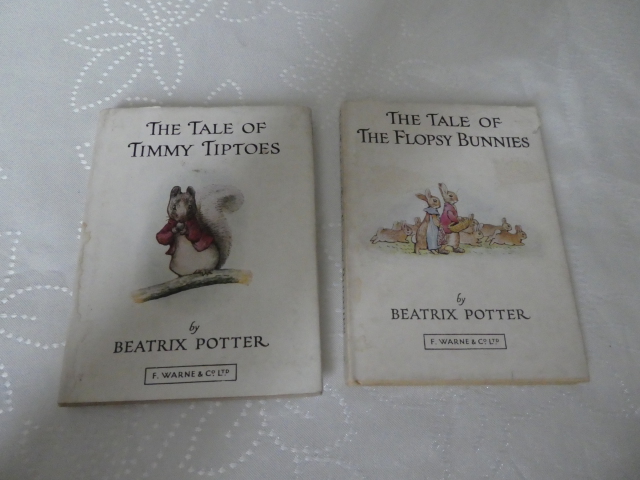 THE TALE OF
TIMMY TIPTOES
by
BEATRIX POTTER
F. WARNE & Co LTD
THE TALE OF
THE FLOPSY BUNNIES
by
BEATRIX POTTER
F. WARNE & Co LTD